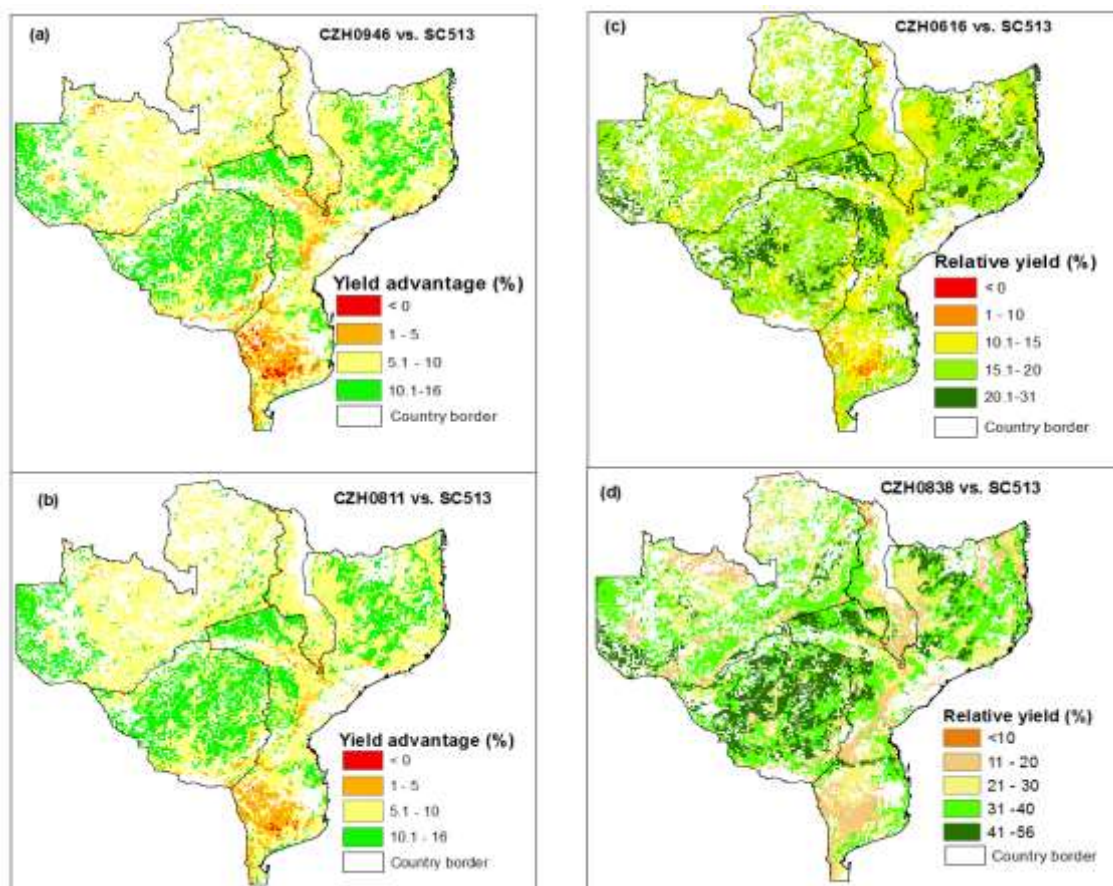 (a)
CZH0946 vs. SC513
Yield advantage (%)
< 0
1 - 5
5.1 - 10
10.1-16
Country border
(b)
CZH0811 vs. SC513
Yield advantage (%)
< 0
1 - 5
5.1 - 10
10.1 - 16
Country border
(c)
CZH0616 vs. SC513
Relative yield (%)
< 0
1 - 10
10.1- 15
15.1- 20
20.1-31
Country border
(d)
CZH0838 vs. SC513
Relative yield (%)
<10
11 - 20
21 - 30
31 -40
41 -56
Country border